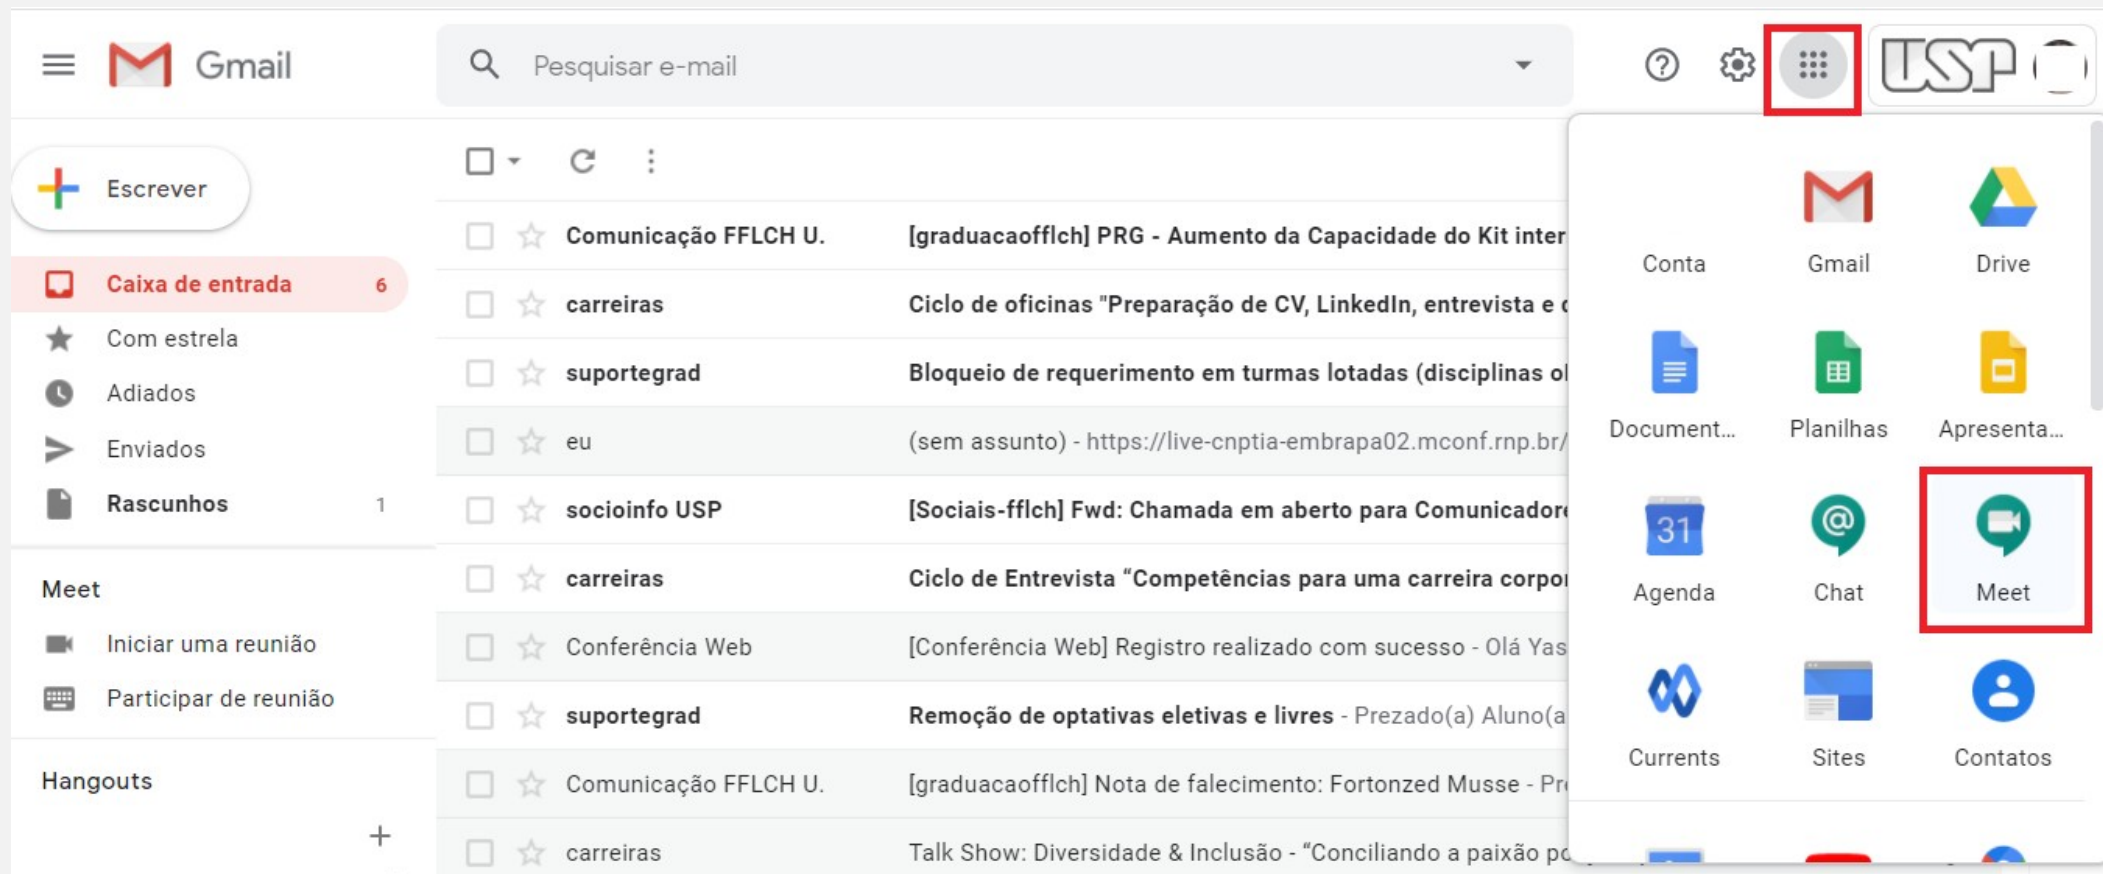 Gmail
Pesquisar e-mail
USP
Escrever
Caixa de entrada 6
Com estrela
Adiados
Enviados
Rascunhos 1
Meet
Iniciar uma reunião
Participar de reunião
Hangouts
Comunicação FFLCH U. [graduacaofflch] PRG - Aumento da Capacidade do Kit inter
carreiras Ciclo de oficinas "Preparação de CV, LinkedIn, entrevista e
suportegrad Bloqueio de requerimento em turmas lotadas (disciplinas
eu (sem assunto) - https://live-cnptia-embrapa02.mconf.rnp.br/
socioinfo USP [Sociais-fflch] Fwd: Chamada em aberto para Comunicador
carreiras Ciclo de Entrevista “Competências para uma carreira corpo
Conferência Web [Conferência Web] Registro realizado com sucesso - Olá Yas
suportegrad Remoção de optativas eletivas e livres - Prezado(a) Aluno(a
Comunicação FFLCH U. [graduacaofflch] Nota de falecimento: Fortonzed Musse - Pr
carreiras Talk Show: Diversidade & Inclusão - “Conciliando a paixão
Conta Gmail Drive
Document... Planilhas Apresenta...
31
Agenda Chat Meet
Currents Sites Contatos